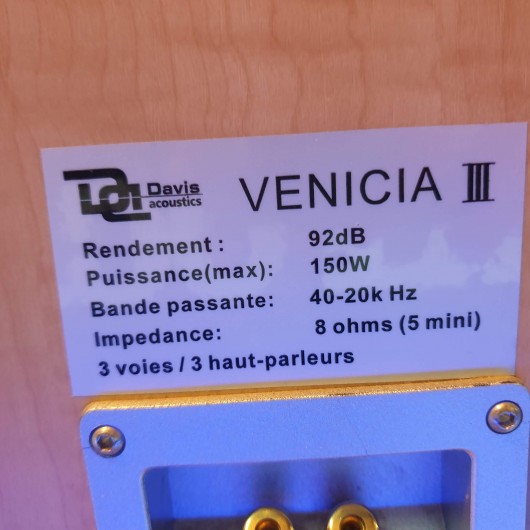 Davis acoustics VENICIA III
Rendement : 92dB
Puissance(max): 150W
Bande passante: 40-20k Hz
Impedance: 8 ohms (5 mini)
3 voies / 3 haut-parleurs